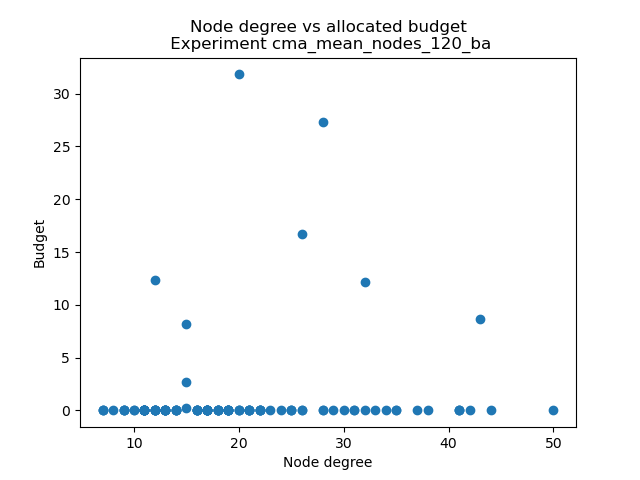 Node degree vs allocated budget
Experiment cma_mean_nodes_120_ba
30
25
20
15
10
5
0
Budget
10 20 30 40 50
Node degree